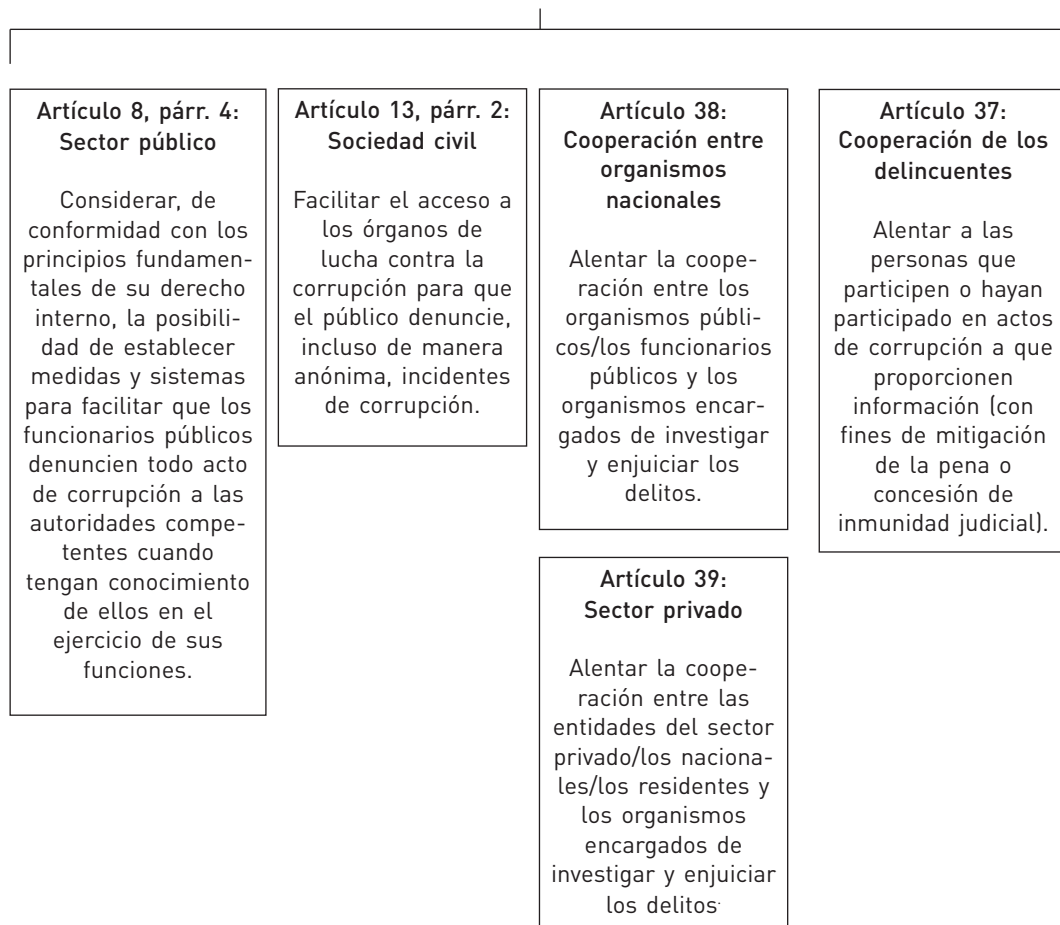 Artículo 8, párr. 4:
Sector público
Considerar, de
conformidad con los
principios fundamen-
tales de su derecho
interno, la posibili-
dad de establecer
medidas y sistemas
para facilitar que los
funcionarios públicos
denuncien todo acto
de corrupción a las
autoridades compe-
tentes cuando
tengan conocimiento
de ellos en el
ejercicio de sus
funciones.
Artículo 13, párr. 2:
Sociedad civil
Facilitar el acceso a
los órganos de
lucha contra la
corrupción para que
el público denuncie,
incluso de manera
anónima, incidentes
de corrupción.
Artículo 38:
Cooperación entre
organismos
nacionales
Alentar la coope-
ración entre los
organismos públi-
cos/los funcionarios
públicos y los
organismos encar-
gados de investigar
y enjuiciar los
delitos.
Artículo 39:
Sector privado
Alentar la coope-
ración entre las
entidades del sector
privado/los naciona-
les/los residentes y
los organismos
encargados de
investigar y enjuiciar
los delitos.
Artículo 37:
Cooperación de los
delincuentes
Alentar a las
personas que
participen o hayan
participado en actos
de corrupción a que
proporcionen
información (con
fines de mitigación
de la pena o
concesión de
inmunidad judicial).